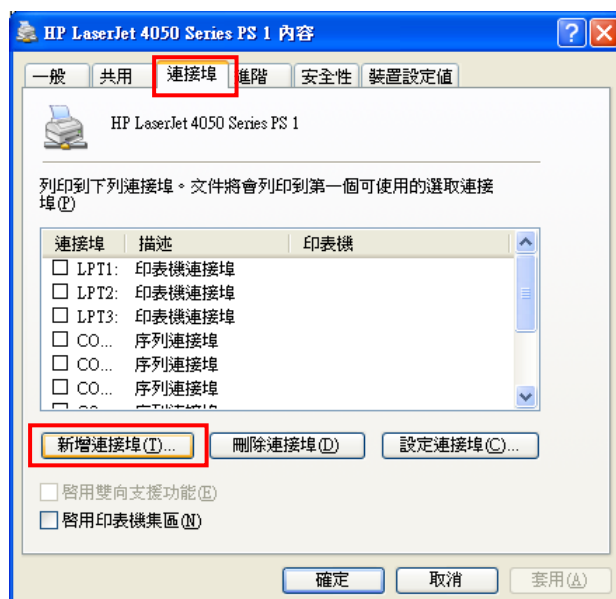 HP LaserJet 4050 Series PS 1 內容
一般 共用 連接埠 進階 安全性 裝置設定值
HP LaserJet 4050 Series PS 1
列印到下列連接埠。文件將會列印到第一個可使用的選取連接
埠(P)
連接埠 描述 印表機
LPT1: 印表機連接埠
LPT2: 印表機連接埠
LPT3: 印表機連接埠
CO... 序列連接埠
CO... 序列連接埠
CO... 序列連接埠
新增連接埠(T)... 刪除連接埠(D) 設定連接埠(C)...
啟用雙向支援功能(E)
啟用印表機集區(N)
確定 取消 套用(A)